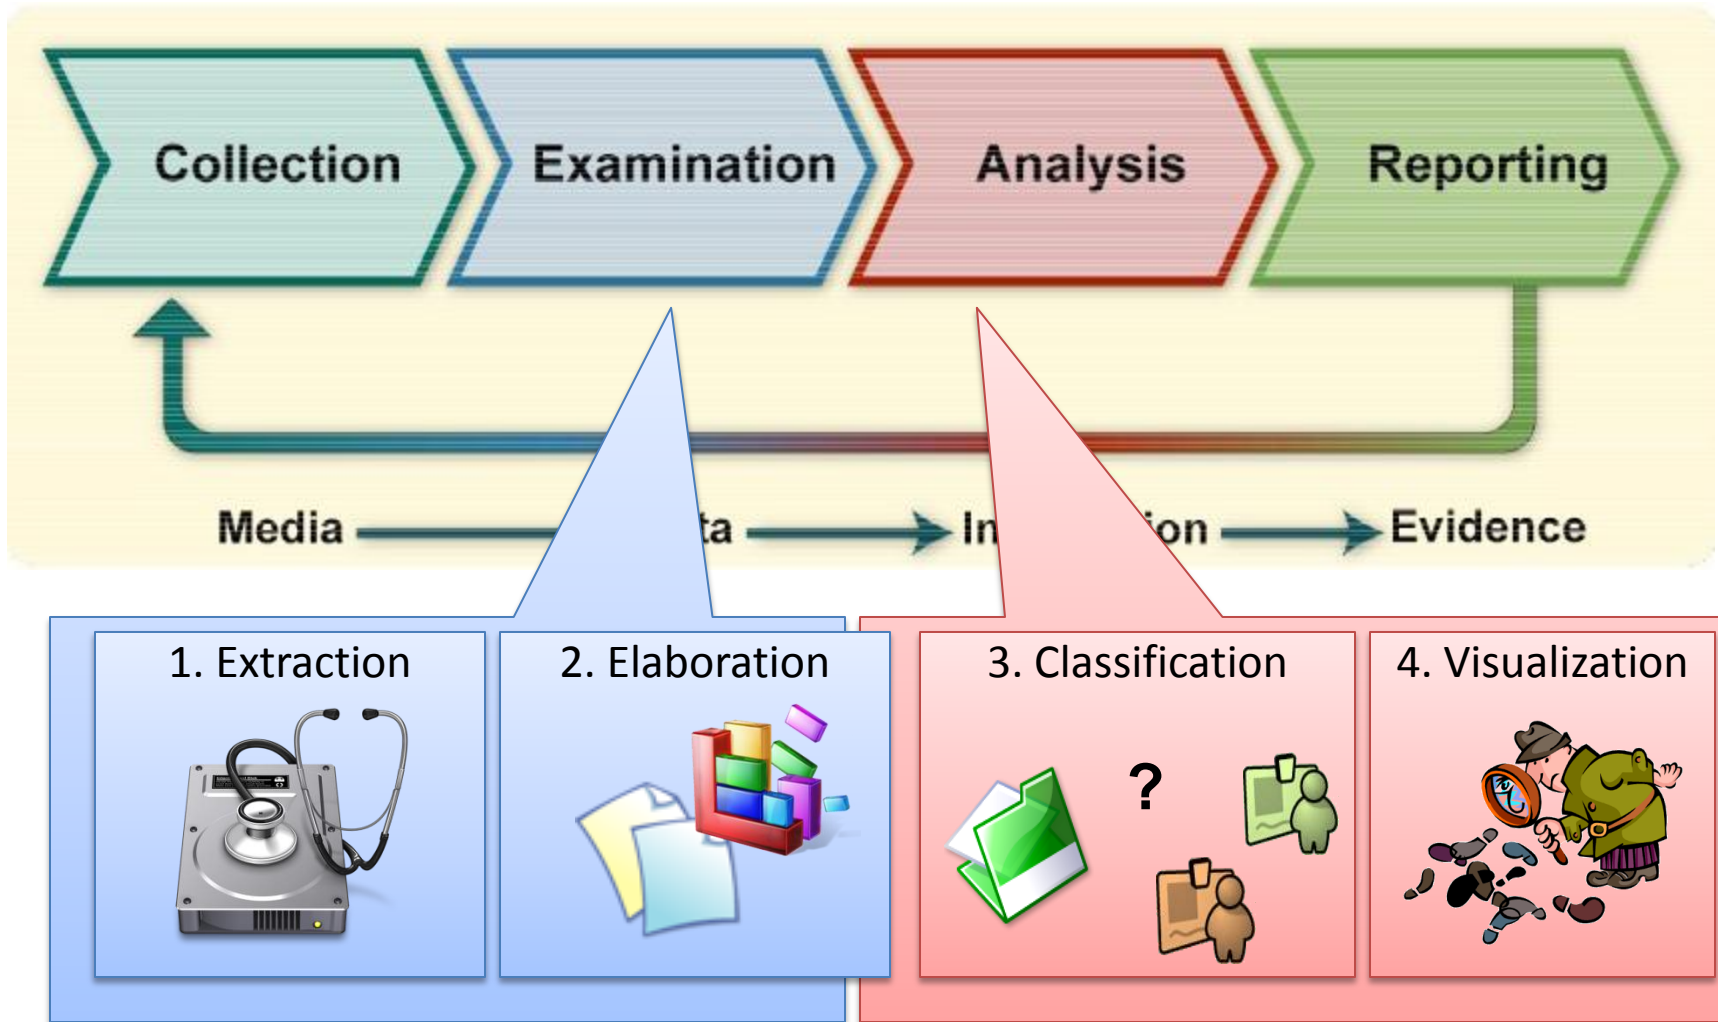 Collection Examination Analysis Reporting
Media ta In ion Evidence
1. Extraction 2. Elaboration 3. Classification 4. Visualization
?